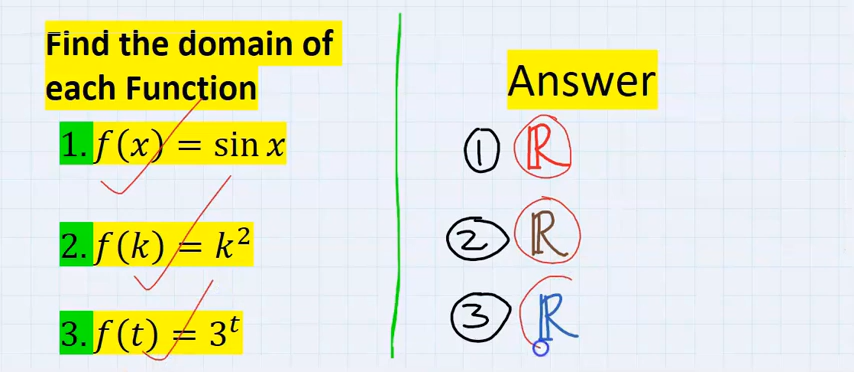 Find the domain of
each Function
1. f(x) = sin x
2. f(k) = k²
3. f(t) = 3ᵗ
Answer
① ℝ
② ℝ
③ ℝ